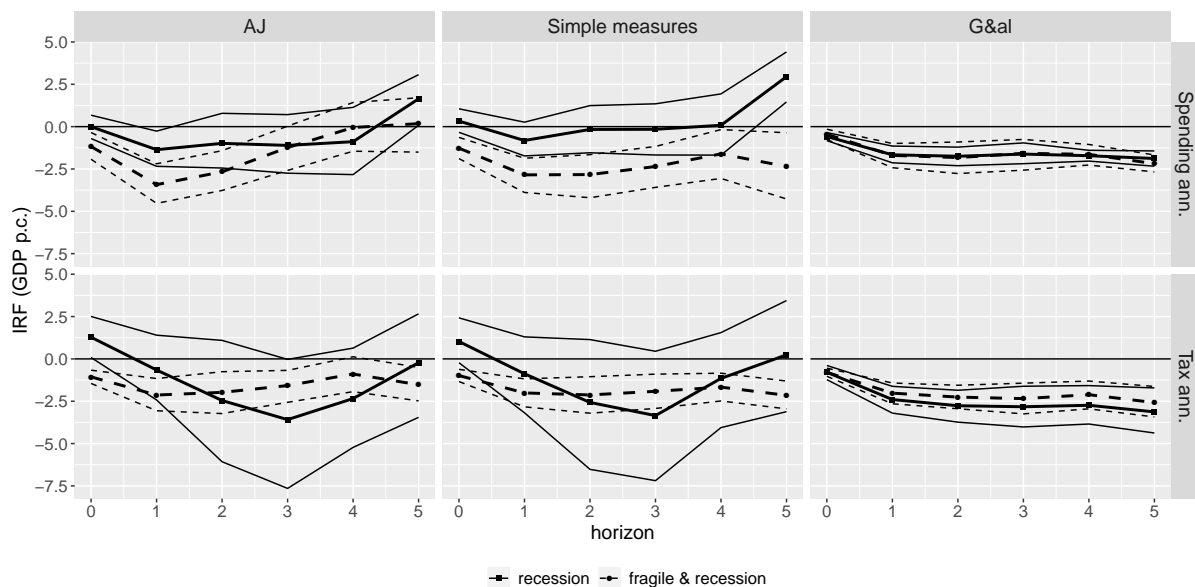 AJ Simple measures G&al
5.0
2.5
0.0
−2.5
−5.0
−7.5
Spending ann.
5.0
2.5
0.0
−2.5
−5.0
−7.5
Tax ann.
IRF (GDP p.c.)
0 1 2 3 4 5 0 1 2 3 4 5 0 1 2 3 4 5
horizon
recession fragile & recession